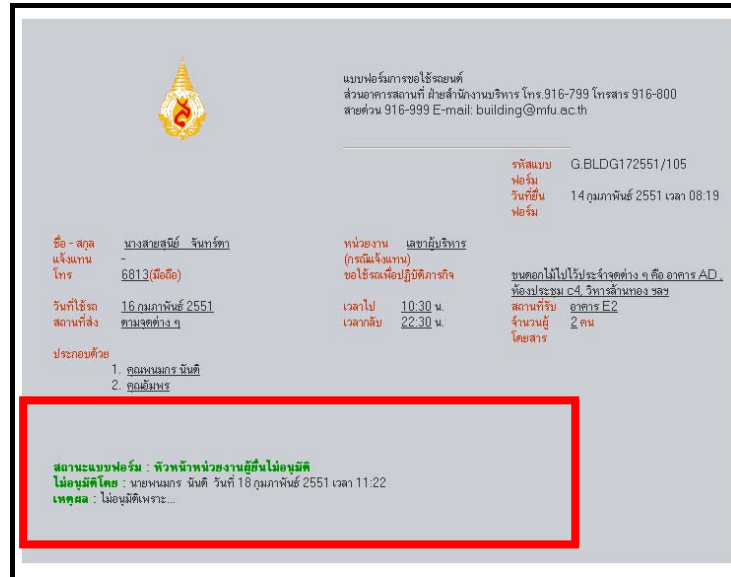 แบบฟอร์มการขอใช้รถยนต์
ส่วนอาคารสถานที่ ฝ่ายสำนักงานบริหาร โทร.916-799 โทรสาร 916-800
สายด่วน 916-999 E-mail: building@mfu.ac.th
รหัสแบบฟอร์ม G.BLDG172551/105
วันที่ยื่นฟอร์ม 14 กุมภาพันธ์ 2551 เวลา 08:19
ชื่อ - สกุล นางสายสุนีย์ จันทร์ตา หน่วยงาน เลขาผู้บริหาร
แจ้งแทน - (กรณีแจ้งแทน)
โทร 6813(มือถือ) ขอใช้รถเพื่อปฏิบัติภารกิจ ขนดอกไม้ไปไว้ประจำจุดต่าง ๆ คือ อาคาร AD ,
ห้องประชุม c4, วิหารล้านทอง ฯลฯ
วันที่ใช้รถ 16 กุมภาพันธ์ 2551 เวลาไป 10:30 น. สถานที่รับ อาคาร E2
สถานที่ส่ง ตามจุดต่าง ๆ เวลากลับ 22:30 น. จำนวนผู้โดยสาร 2 คน
ประกอบด้วย
1. คุณพนมกร นันติ
2. คุณอัมพร
สถานะแบบฟอร์ม : หัวหน้าหน่วยงานผู้ยื่นไม่อนุมัติ
ไม่อนุมัติโดย : นายพนมกร นันติ วันที่ 18 กุมภาพันธ์ 2551 เวลา 11:22
เหตุผล : ไม่อนุมัติเพราะ...